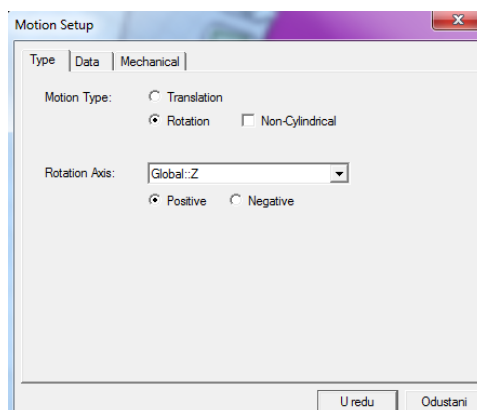 Motion Setup
Type Data Mechanical
Motion Type: Translation
Rotation Non-Cylindrical
Rotation Axis: Global::Z
Positive Negative
U redu Odustani